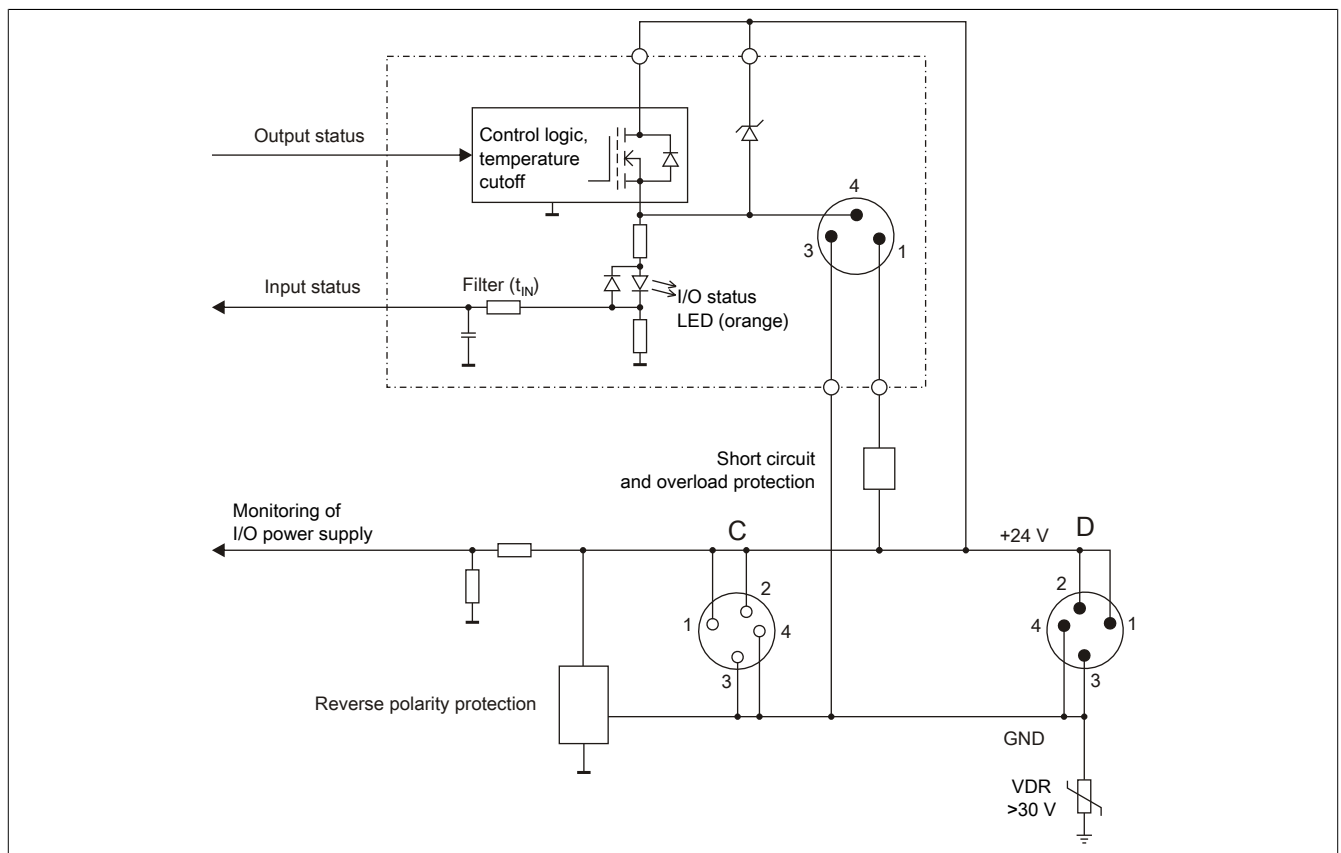 Output status
Control logic,
temperature
cutoff
4
3
1
Input status
Filter (tIN)
I/O status
LED (orange)
Short circuit
and overload protection
Monitoring of
I/O power supply
C
+24 V
D
2
1
4
3
2
4
1
3
Reverse polarity protection
GND
VDR
>30 V